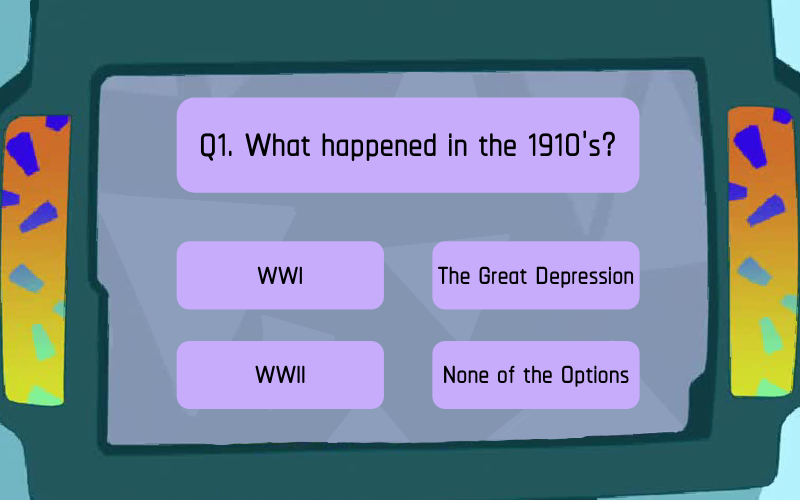 Q1. What happened in the 1910's?
WWI
The Great Depression
WWII
None of the Options